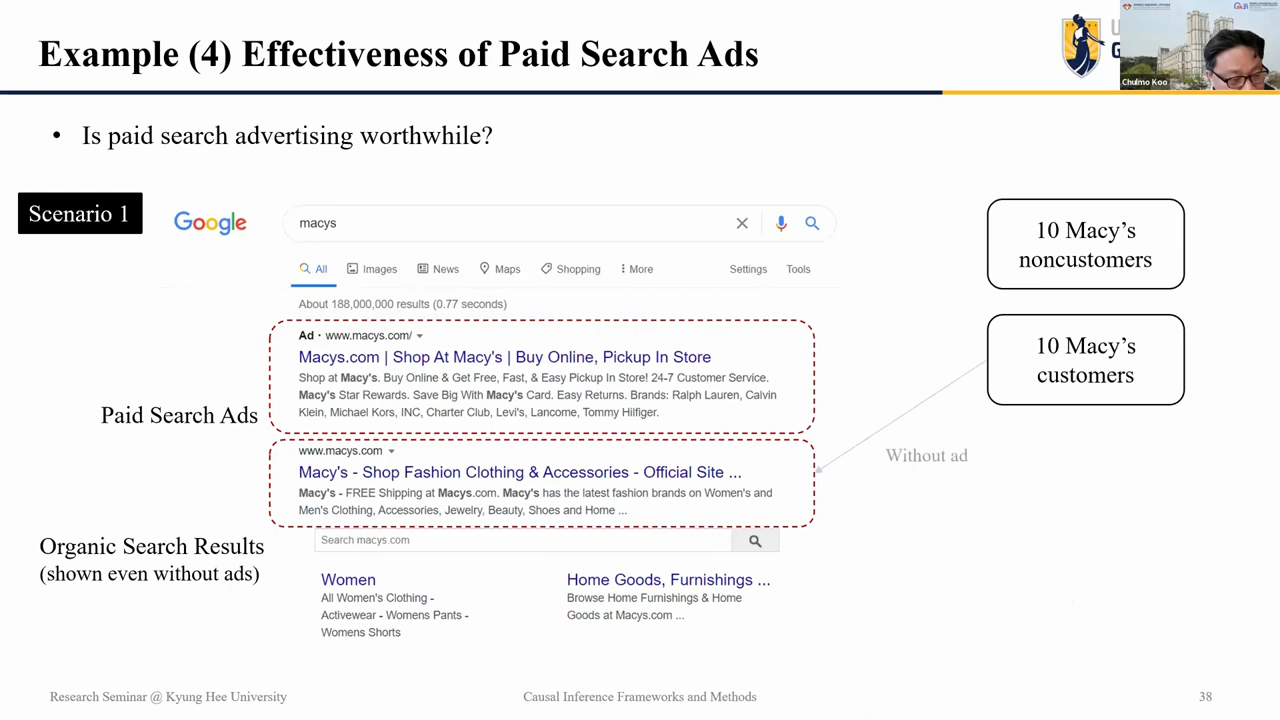 Example (4) Effectiveness of Paid Search Ads
Chulmo Koo
• Is paid search advertising worthwhile?
Scenario 1
Google
macys
All
Images
News
Maps
Shopping
More
Settings
Tools
About 188,000,000 results (0.77 seconds)
Ad · www.macys.com/
Macys.com | Shop At Macy's | Buy Online, Pickup In Store
Shop at Macy's. Buy Online & Get Free, Fast, & Easy Pickup In Store! 24-7 Customer Service.
Macy's Star Rewards. Save Big With Macy's Card. Easy Returns. Brands: Ralph Lauren, Calvin
Klein, Michael Kors, INC, Charter Club, Levi's, Lancome, Tommy Hilfiger.
Paid Search Ads
www.macys.com
Macy's - Shop Fashion Clothing & Accessories - Official Site ...
Macy's - FREE Shipping at Macys.com. Macy's has the latest fashion brands on Women's and
Men's Clothing, Accessories, Jewelry, Beauty, Shoes and Home ...
Organic Search Results
(shown even without ads)
Search macys.com
Women
All Women's Clothing -
Activewear - Womens Pants -
Womens Shorts
Home Goods, Furnishings ...
Browse Home Furnishings & Home
Goods at Macys.com ...
10 Macy’s
noncustomers
10 Macy’s
customers
Without ad
Research Seminar @ Kyung Hee University
Causal Inference Frameworks and Methods
38